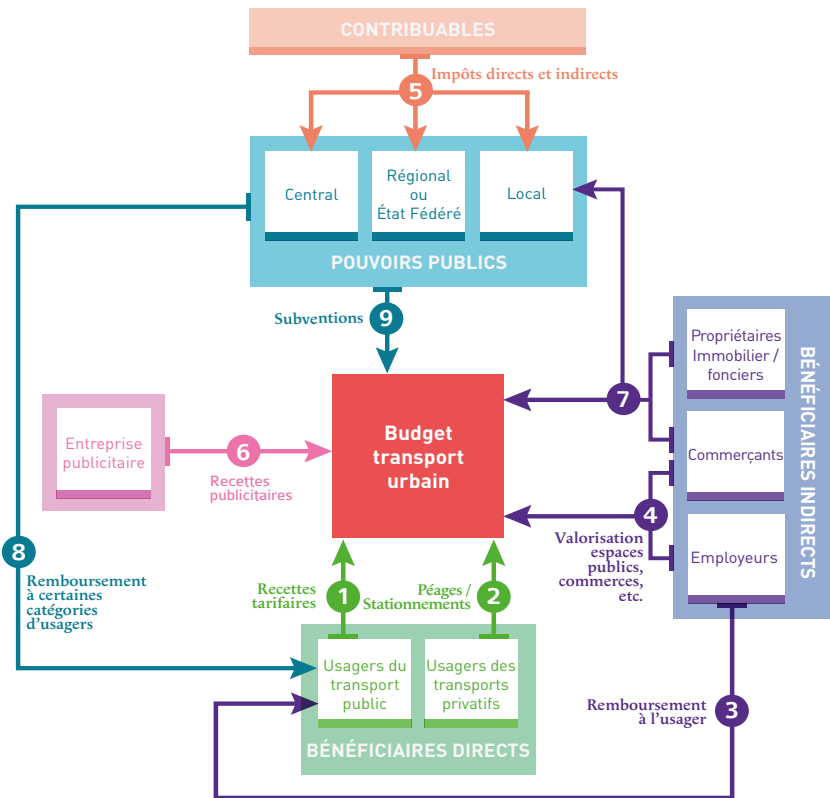 CONTRIBUABLES
5
Impôts directs et indirects
Central
Régional
ou
État Fédéré
Local
POUVOIRS PUBLICS
Subventions
9
Propriétaires
Immobilier /
fonciers
Commerçants
Employeurs
BÉNÉFICIAIRES INDIRECTS
7
4
Valorisation
espaces
publics,
commerces,
etc.
Budget
transport
urbain
Entreprise
publicitaire
6
Recettes
publicitaires
8
Remboursement
à certaines
catégories
d'usagers
Recettes
tarifaires
1
Péages /
Stationnements
2
Usagers du
transport
public
Usagers des
transports
privatifs
BÉNÉFICIAIRES DIRECTS
Remboursement
à l'usager
3